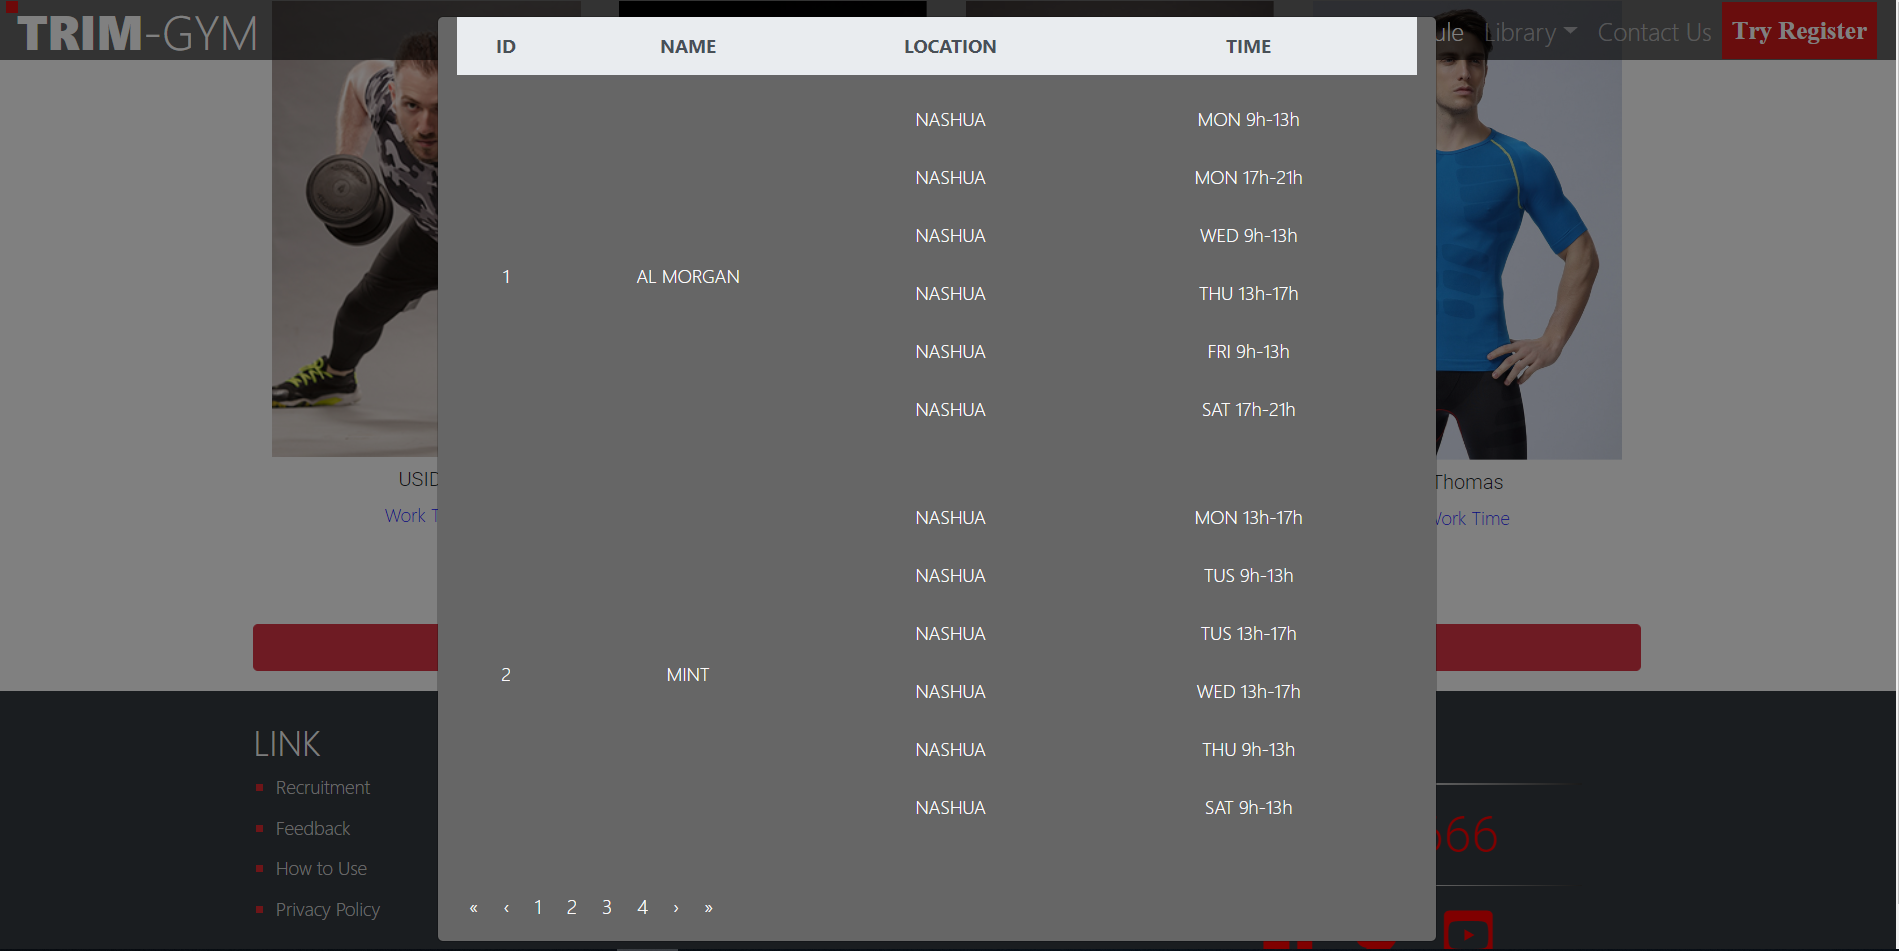 TRIM-GYM
Library
Contact Us
Try Register
ID NAME LOCATION TIME
NASHUA MON 9h-13h
NASHUA MON 17h-21h
NASHUA WED 9h-13h
1 AL MORGAN
NASHUA THU 13h-17h
NASHUA FRI 9h-13h
NASHUA SAT 17h-21h
Thomas
Work Time
NASHUA MON 13h-17h
NASHUA TUS 9h-13h
NASHUA TUS 13h-17h
2 MINT
NASHUA WED 13h-17h
NASHUA THU 9h-13h
NASHUA SAT 9h-13h
« ‹ 1 2 3 4 › »
LINK
Recruitment
Feedback
How to Use
Privacy Policy